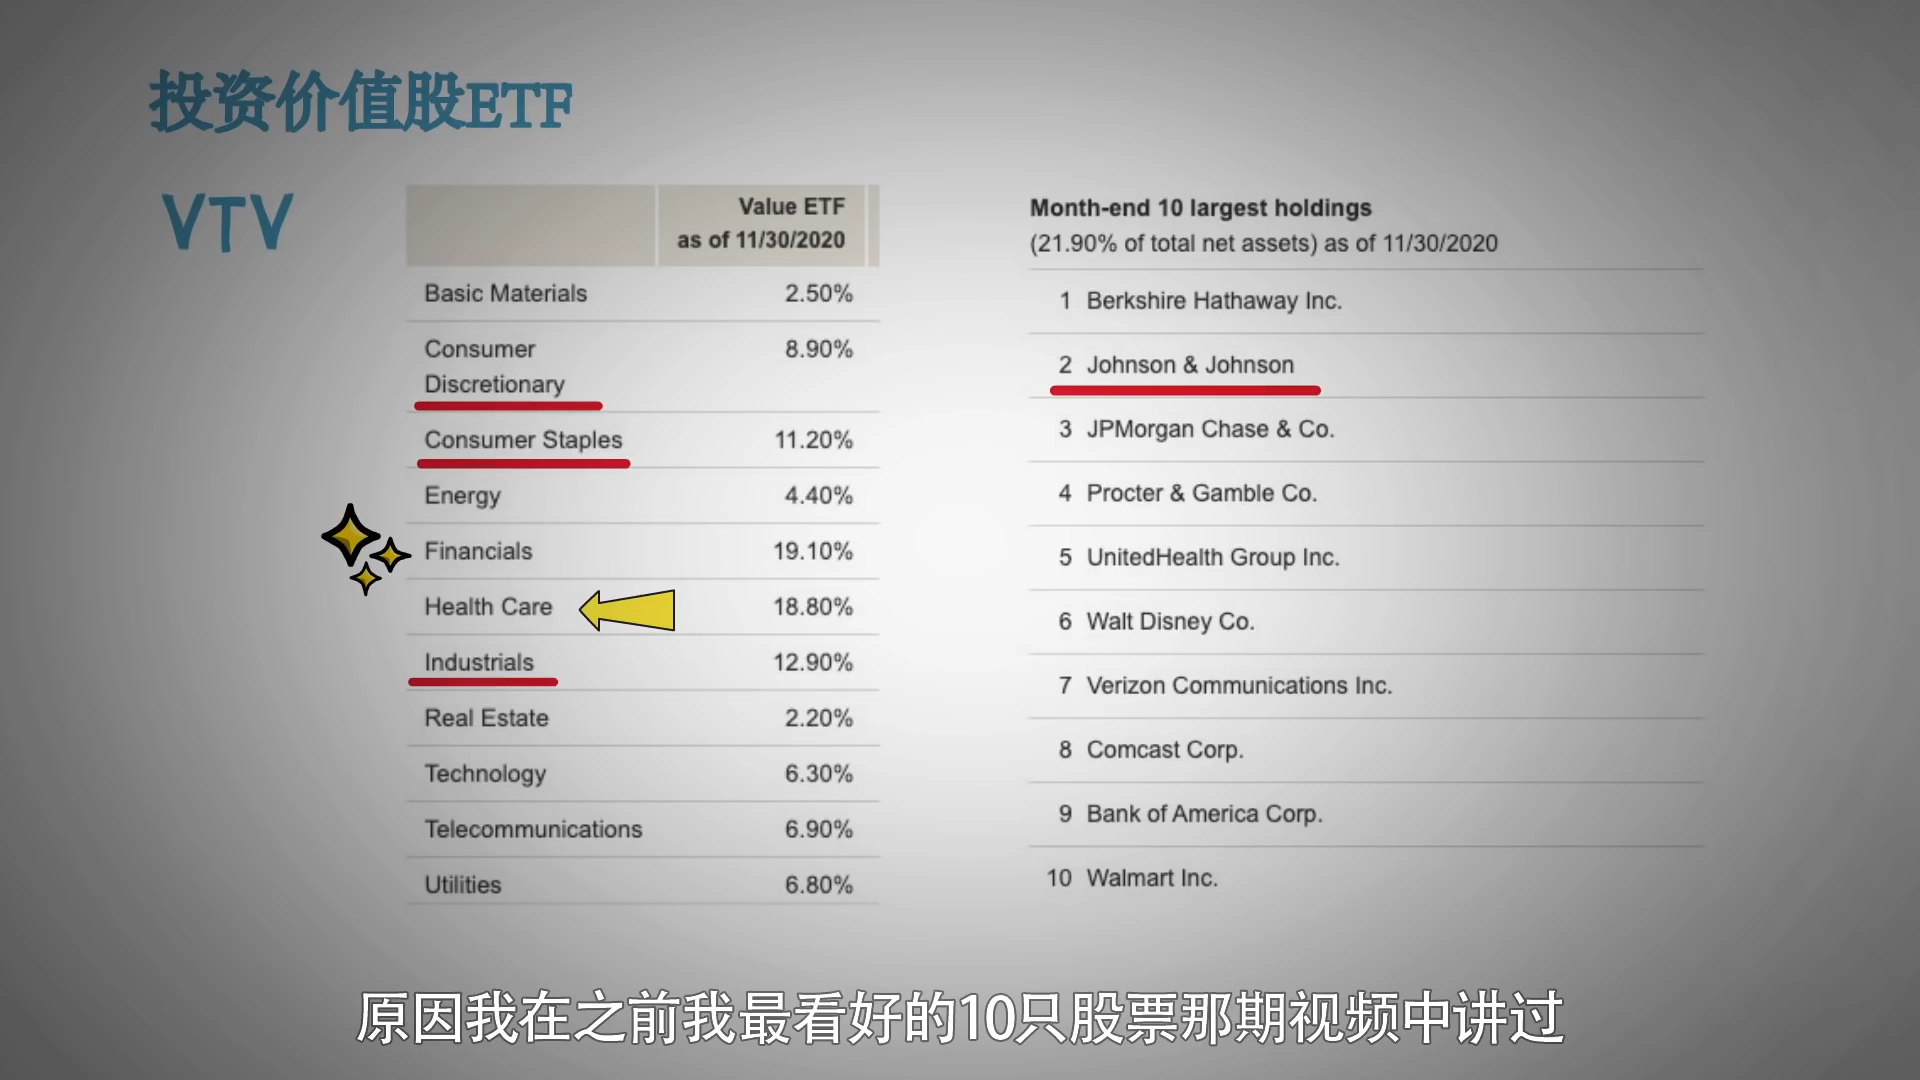 投资价值股ETF
VTV
Value ETF
as of 11/30/2020
Basic Materials 2.50%
Consumer 8.90%
Discretionary
Consumer Staples 11.20%
Energy 4.40%
Financials 19.10%
Health Care 18.80%
Industrials 12.90%
Real Estate 2.20%
Technology 6.30%
Telecommunications 6.90%
Utilities 6.80%
Month-end 10 largest holdings
(21.90% of total net assets) as of 11/30/2020
1 Berkshire Hathaway Inc.
2 Johnson & Johnson
3 JPMorgan Chase & Co.
4 Procter & Gamble Co.
5 UnitedHealth Group Inc.
6 Walt Disney Co.
7 Verizon Communications Inc.
8 Comcast Corp.
9 Bank of America Corp.
10 Walmart Inc.
原因我在之前我最看好的10只股票那期视频中讲过